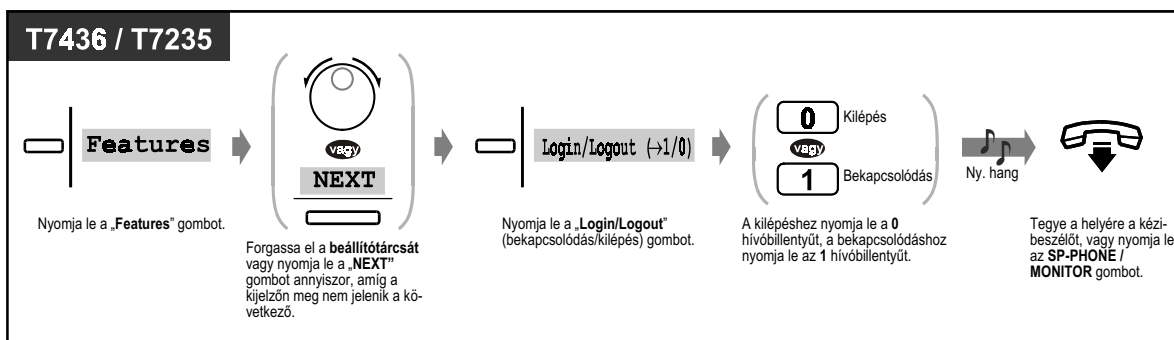 T7436 / T7235
Features
Nyomja le a „Features" gombot.
vagy
NEXT
Forgassa el a beállítótárcsát
vagy nyomja le a „NEXT"
gombot annyiszor, amíg a
kijelzőn meg nem jelenik a kö-
vetkező.
Login/Logout (→1/0)
Nyomja le a „Login/Logout"
(bekapcsolódás/kilépés) gombot.
0 Kilépés
vagy
1 Bekapcsolódás
A kilépéshez nyomja le a 0
hívóbillentyűt, a bekapcsolódáshoz
nyomja le az 1 hívóbillentyűt.
Ny. hang
Tegye a helyére a kézi-
beszélőt, vagy nyomja le
az SP-PHONE /
MONITOR gombot.